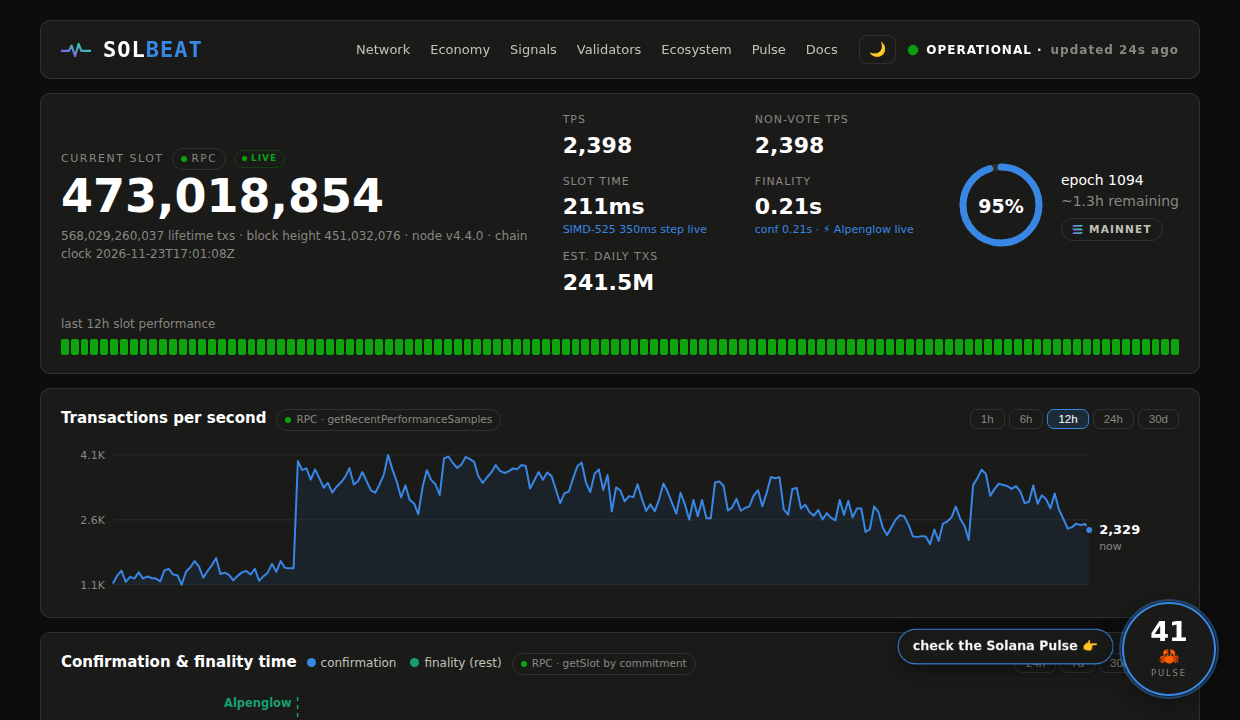 SOLBEAT
Network Economy Signals Validators Ecosystem Pulse Docs
OPERATIONAL · updated 24s ago
CURRENT SLOT RPC LIVE
473,018,854
568,029,260,037 lifetime txs · block height 451,032,076 · node v4.4.0 · chain
clock 2026-11-23T17:01:08Z
TPS
2,398
NON-VOTE TPS
2,398
SLOT TIME
211ms
SIMD-525 350ms step live
FINALITY
0.21s
conf 0.21s · ⚡ Alpenglow live
EST. DAILY TXS
241.5M
95%
epoch 1094
~1.3h remaining
MAINNET
last 12h slot performance
Transactions per second RPC · getRecentPerformanceSamples
1h 6h 12h 24h 30d
4.1K
2.6K
1.1K
2,329
now
Confirmation & finality time confirmation finality (rest) RPC · getSlot by commitment
Alpenglow
check the Solana Pulse 👉
41
🦀
PULSE